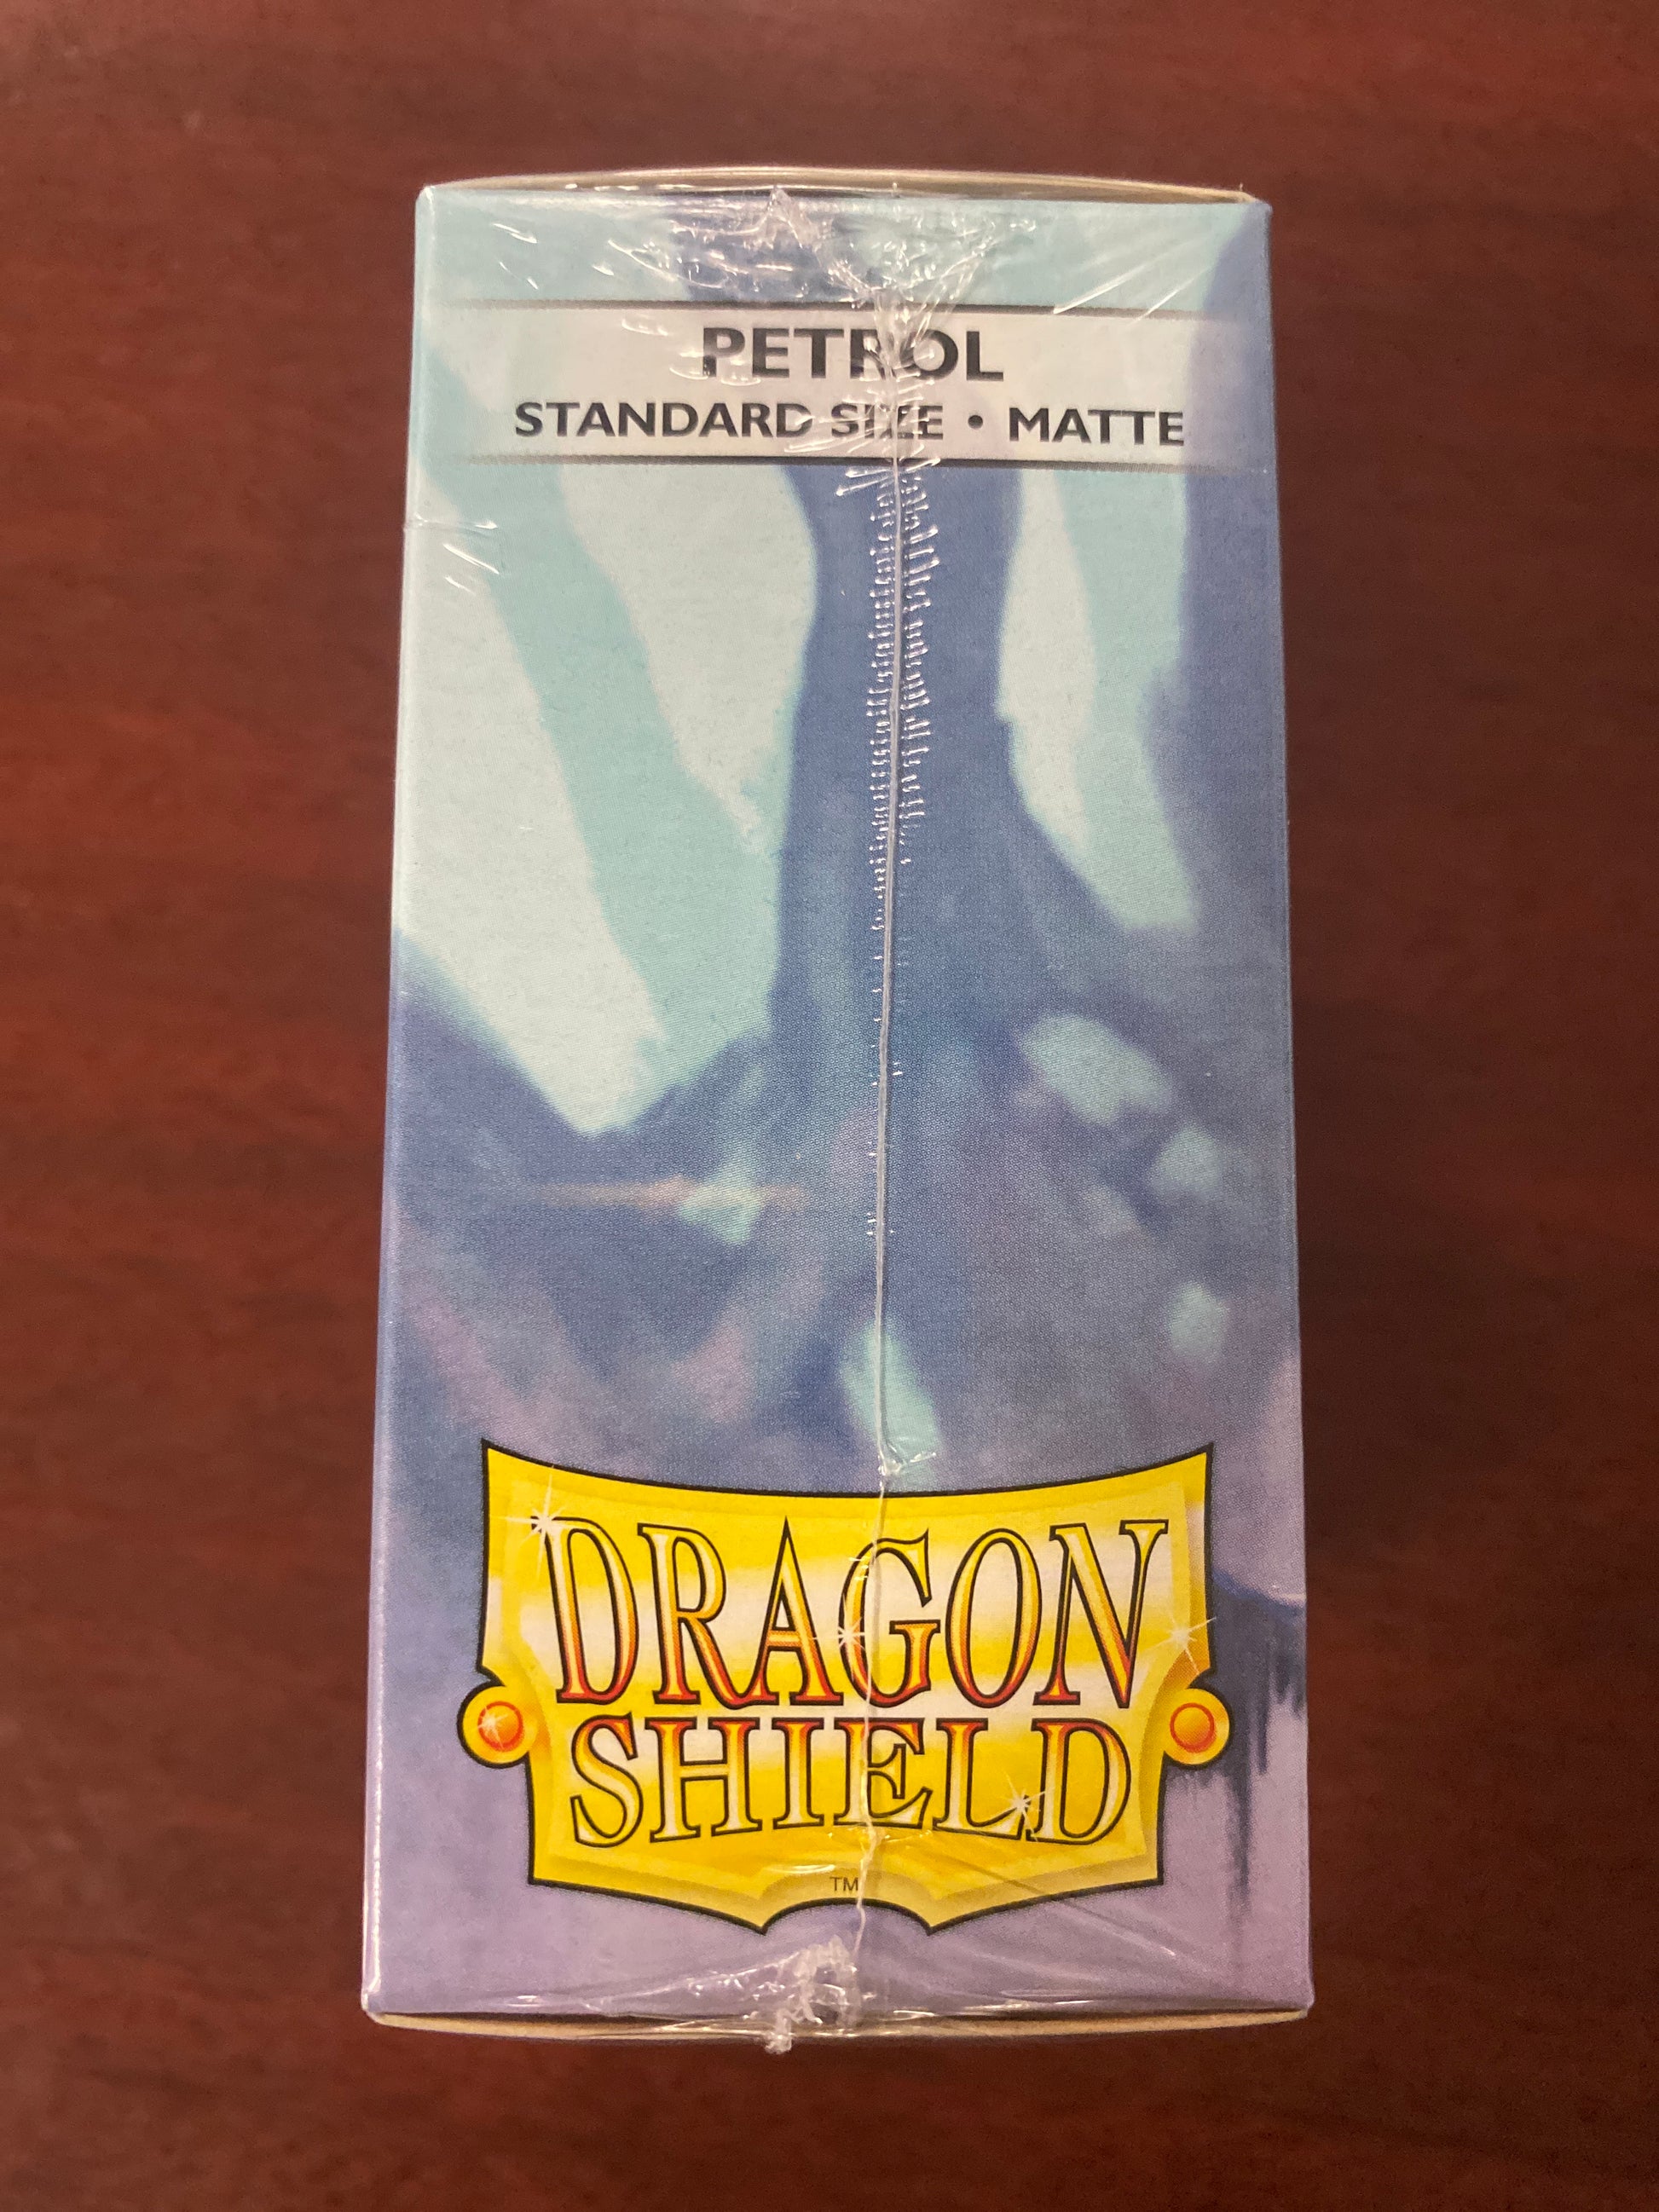 PETROL
STANDARD SIZE • MATTE
DRAGON
SHIELD
TM